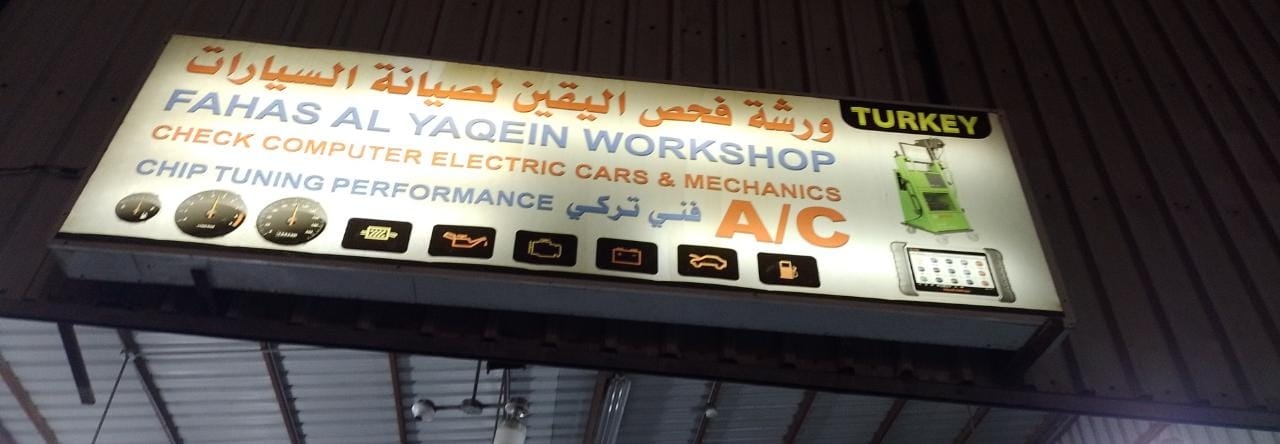 ورشة فحص اليقين لصيانة السيارات
TURKEY
FAHAS AL YAQEIN WORKSHOP
CHECK COMPUTER ELECTRIC CARS & MECHANICS
CHIP TUNING PERFORMANCE فني تركي A/C